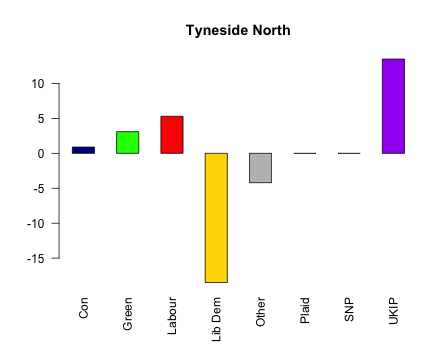 Tyneside North
10
5
0
-5
-10
-15
Con
Green
Labour
Lib Dem
Other
Plaid
SNP
UKIP